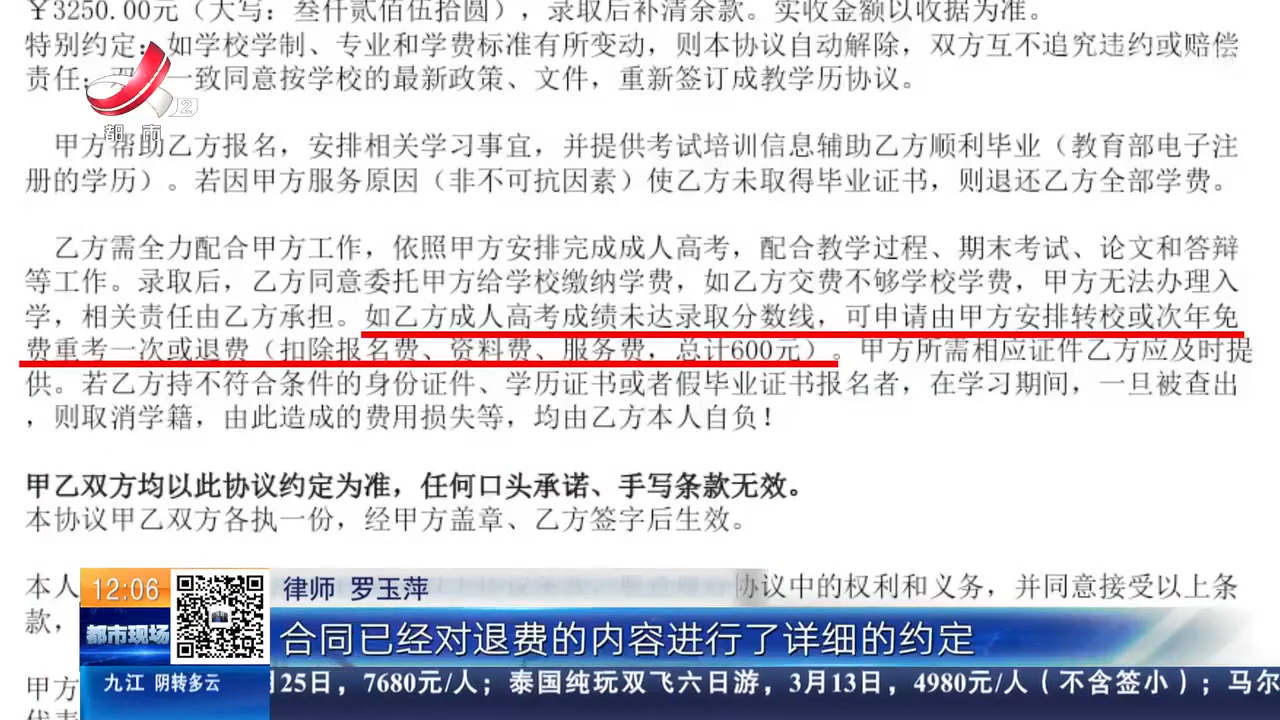 ￥3250.00元（大写：叁仟贰佰伍拾圆），录取后补清余款。实收金额以收据为准。
特别约定：如学校学制、专业和学费标准有所变动，则本协议自动解除，双方互不追究违约或赔偿
责任；一致同意按学校的最新政策、文件，重新签订成教学历协议。
2
都市
甲方帮助乙方报名，安排相关学习事宜，并提供考试培训信息辅助乙方顺利毕业（教育部电子注
册的学历）。若因甲方服务原因（非不可抗因素）使乙方未取得毕业证书，则退还乙方全部学费。
乙方需全力配合甲方工作，依照甲方安排完成成人高考，配合教学过程、期末考试、论文和答辩
等工作。录取后，乙方同意委托甲方给学校缴纳学费，如乙方交费不够学校学费，甲方无法办理入
学，相关责任由乙方承担。如乙方成人高考成绩未达录取分数线，可申请由甲方安排转校或次年免
费重考一次或退费（扣除报名费、资料费、服务费，总计600元）。甲方所需相应证件乙方应及时提
供。若乙方持不符合条件的身份证件、学历证书或者假毕业证书报名者，在学习期间，一旦被查出
，则取消学籍，由此造成的费用损失等，均由乙方本人自负！
甲乙双方均以此协议约定为准，任何口头承诺、手写条款无效。
本协议甲乙双方各执一份，经甲方盖章、乙方签字后生效。
本人 协议中的权利和义务，并同意接受以上条
款，
甲方
12:06
都市现场
律师 罗玉萍
合同已经对退费的内容进行了详细的约定
九江 阴转多云
月25日，7680元/人；泰国纯玩双飞六日游，3月13日，4980元/人（不含签小）；马尔